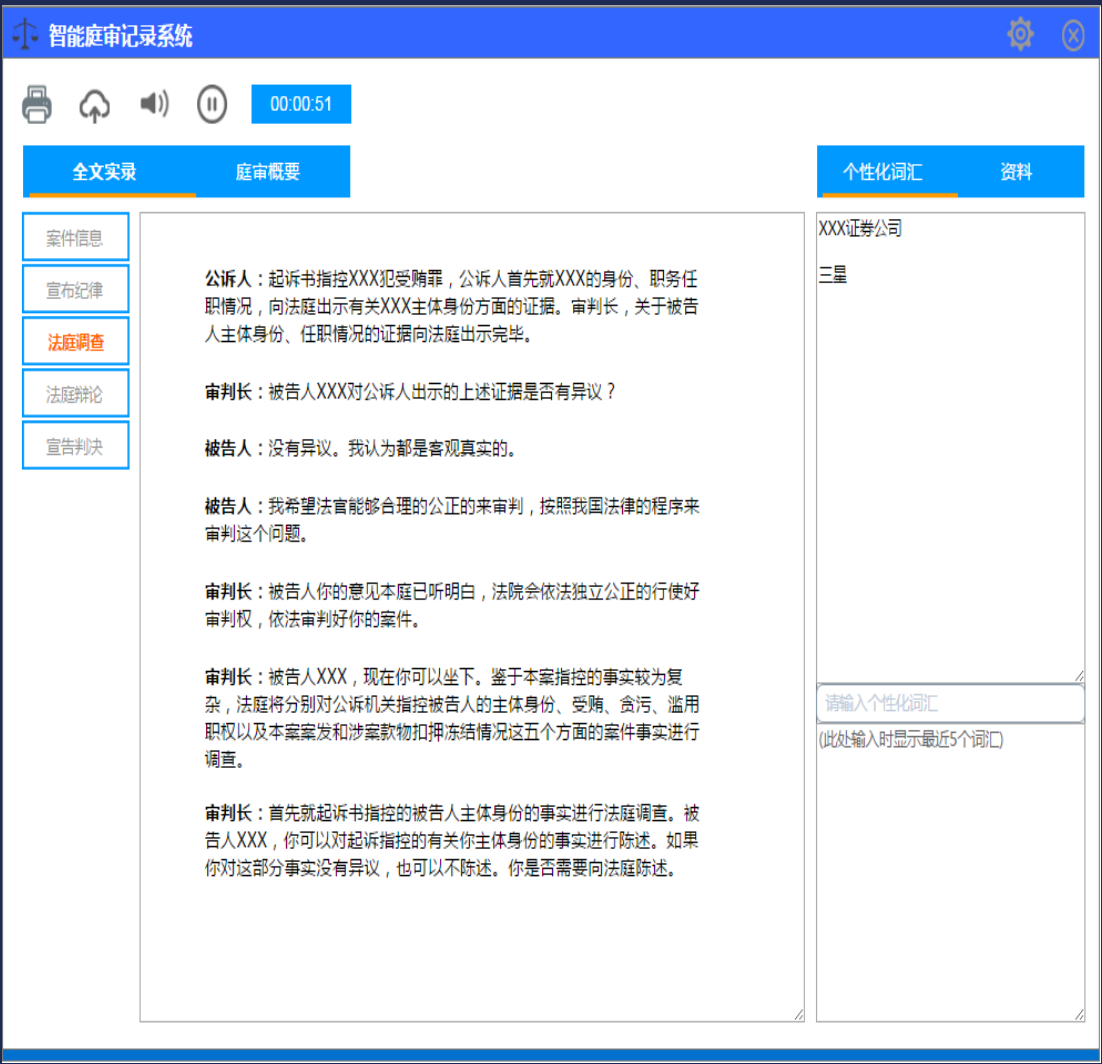 智能庭审记录系统
00:00:51
全文实录
庭审概要
个性化词汇
资料
案件信息
宣布纪律
法庭调查
法庭辩论
宣告判决
公诉人：起诉书指控XXX犯受贿罪，公诉人首先就XXX的身份、职务任
职情况，向法庭出示有关XXX主体身份方面的证据。审判长，关于被告
人主体身份、任职情况的证据向法庭出示完毕。
审判长：被告人XXX对公诉人出示的上述证据是否有异议？
被告人：没有异议。我认为都是客观真实的。
被告人：我希望法官能够合理的公正的来审判，按照我国法律的程序来
审判这个问题。
审判长：被告人你的意见本庭已听明白，法院会依法独立公正的行使好
审判权，依法审判好你的案件。
审判长：被告人XXX，现在你可以坐下。鉴于本案指控的事实较为复
杂，法庭将分别对公诉机关指控被告人的主体身份、受贿、贪污、滥用
职权以及本案案发和涉案款物扣押冻结情况这五个方面的案件事实进行
调查。
审判长：首先就起诉书指控的被告人主体身份的事实进行法庭调查。被
告人XXX，你可以对起诉指控的有关你主体身份的事实进行陈述。如果
你对这部分事实没有异议，也可以不陈述。你是否需要向法庭陈述。
XXX证券公司
三星
请输入个性化词汇
(此处输入时显示最近5个词汇)